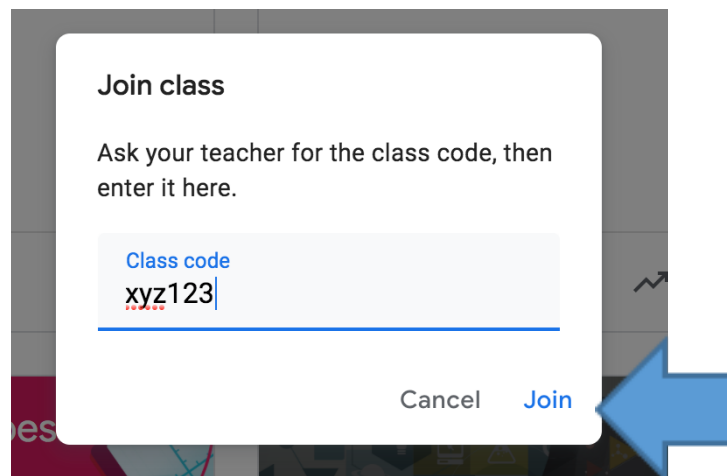 Join class
Ask your teacher for the class code, then
enter it here.
Class code
xyz123
Cancel Join